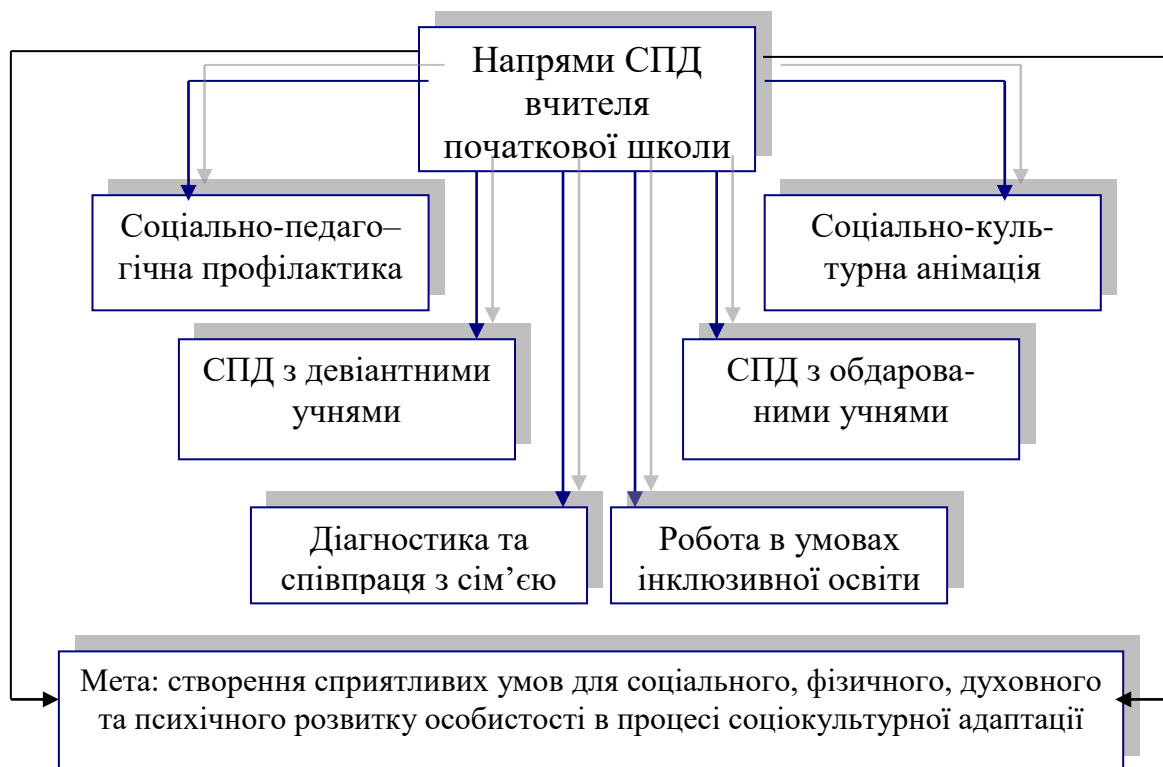 Напрями СПД
вчителя
початкової школи
Соціально-педаго–
гічна профілактика
Соціально-куль-
турна анімація
СПД з девіантними
учнями
СПД з обдарова-
ними учнями
Діагностика та
співпраця з сім’єю
Робота в умовах
інклюзивної освіти
Мета: створення сприятливих умов для соціального, фізичного, духовного
та психічного розвитку особистості в процесі соціокультурної адаптації